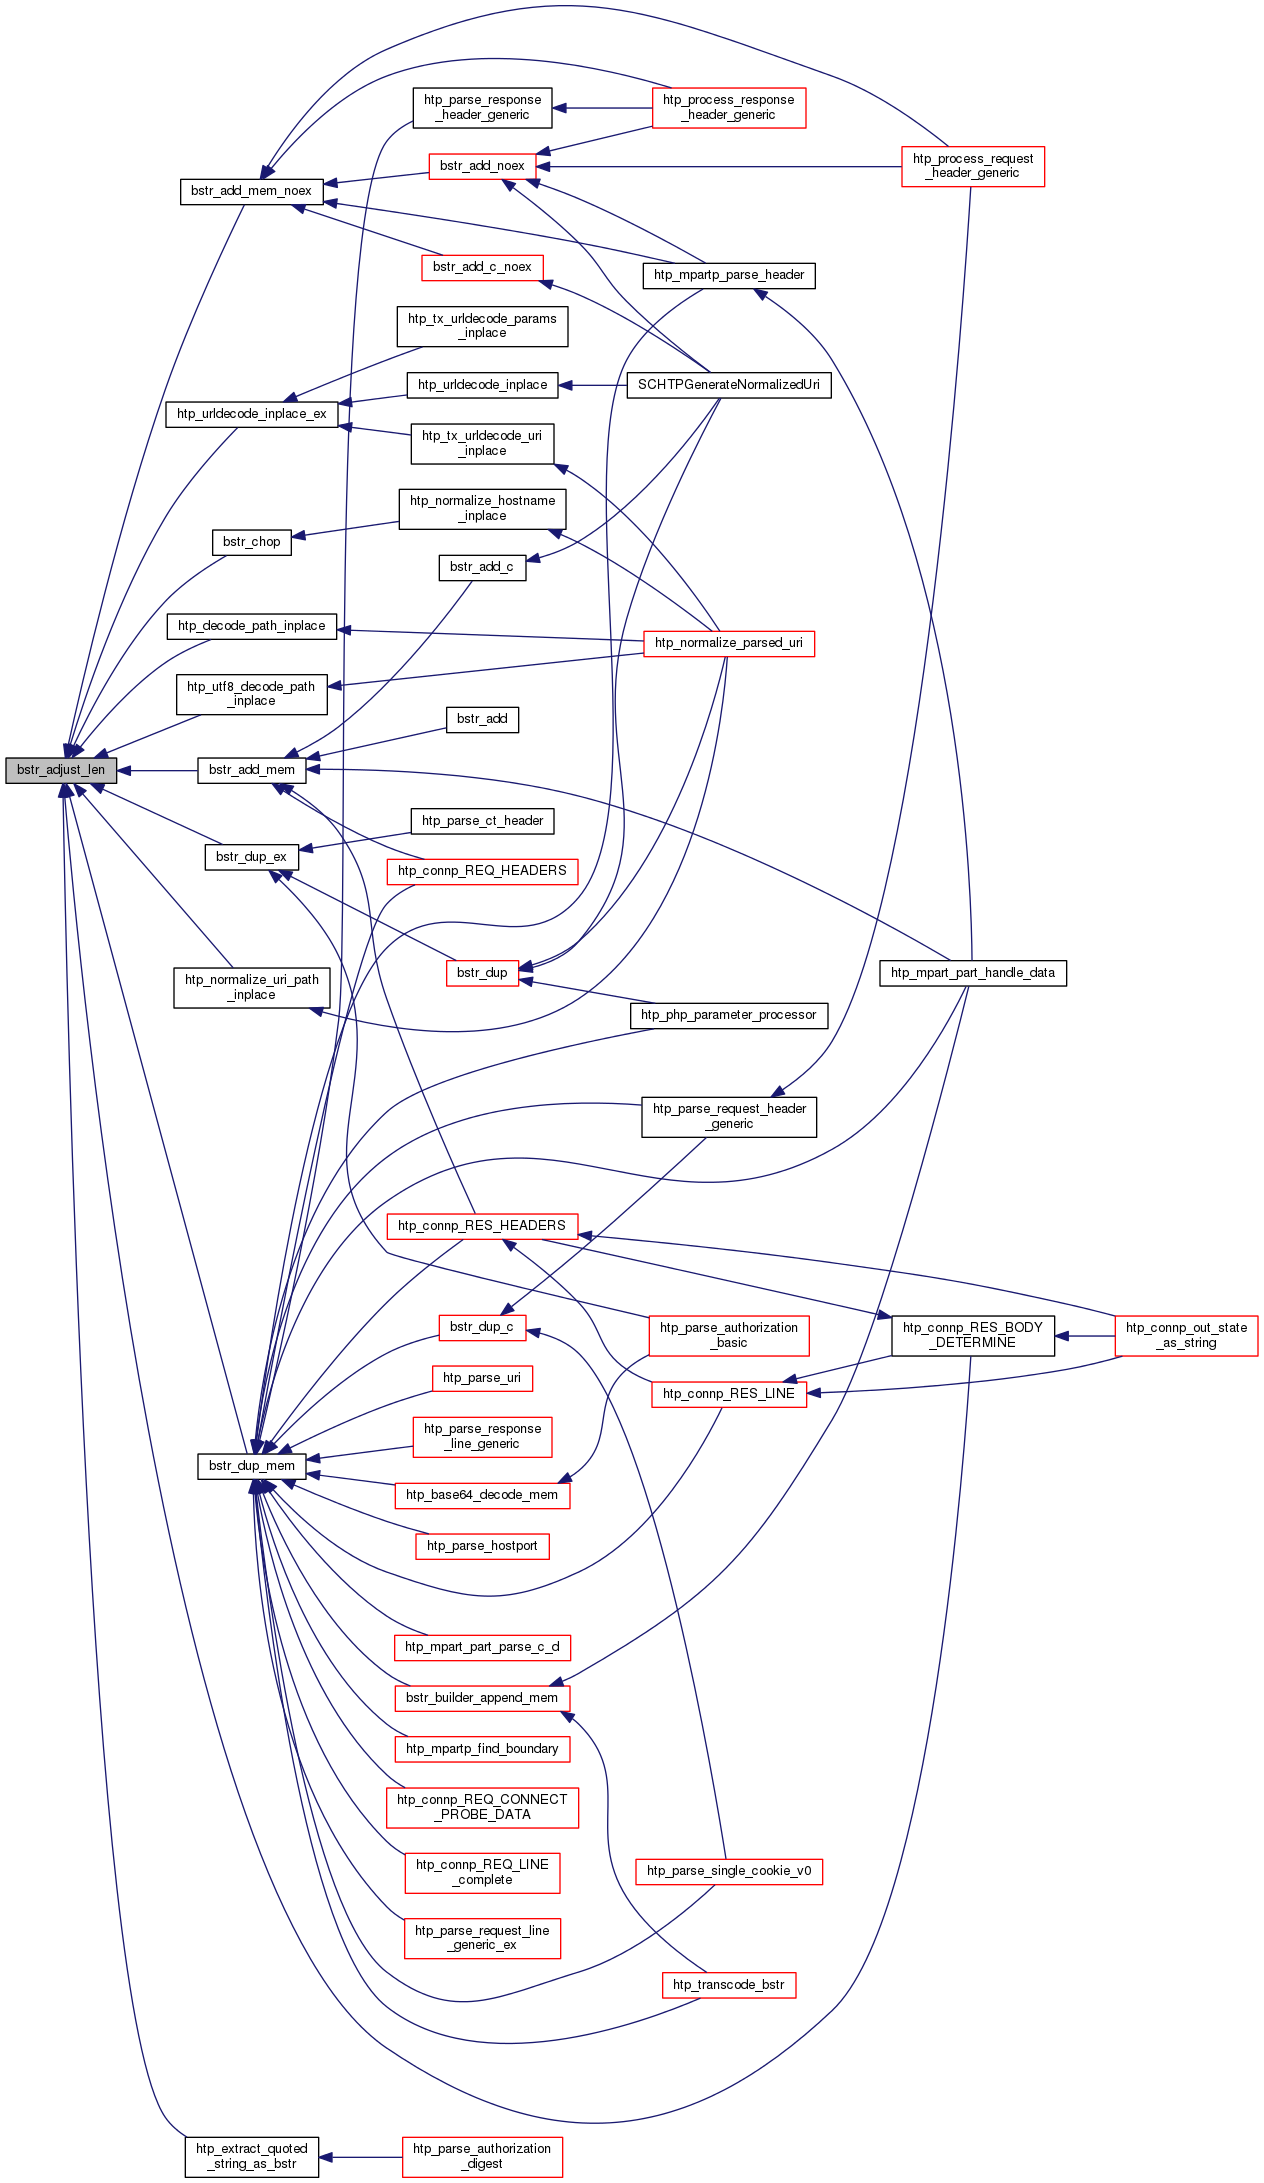 htp_parse_response
_header_generic
htp_process_response
_header_generic
bstr_add_noex
htp_process_request
_header_generic
bstr_add_mem_noex
bstr_add_c_noex
htp_mpartp_parse_header
htp_tx_urldecode_params
_inplace
htp_urldecode_inplace
SCHTPGenerateNormalizedUri
htp_urldecode_inplace_ex
htp_tx_urldecode_uri
_inplace
htp_normalize_hostname
_inplace
bstr_chop
bstr_add_c
htp_decode_path_inplace
htp_normalize_parsed_uri
htp_utf8_decode_path
_inplace
bstr_add
bstr_adjust_len
bstr_add_mem
htp_parse_ct_header
bstr_dup_ex
htp_connp_REQ_HEADERS
bstr_dup
htp_mpart_part_handle_data
htp_normalize_uri_path
_inplace
htp_php_parameter_processor
htp_parse_request_header
_generic
htp_connp_RES_HEADERS
bstr_dup_c
htp_parse_authorization
_basic
htp_connp_RES_BODY
_DETERMINE
htp_connp_out_state
_as_string
htp_parse_uri
htp_connp_RES_LINE
htp_parse_response
_line_generic
bstr_dup_mem
htp_base64_decode_mem
htp_parse_hostport
htp_mpart_part_parse_c_d
bstr_builder_append_mem
htp_mpartp_find_boundary
htp_connp_REQ_CONNECT
_PROBE_DATA
htp_connp_REQ_LINE
_complete
htp_parse_single_cookie_v0
htp_parse_request_line
_generic_ex
htp_transcode_bstr
htp_extract_quoted
_string_as_bstr
htp_parse_authorization
_digest